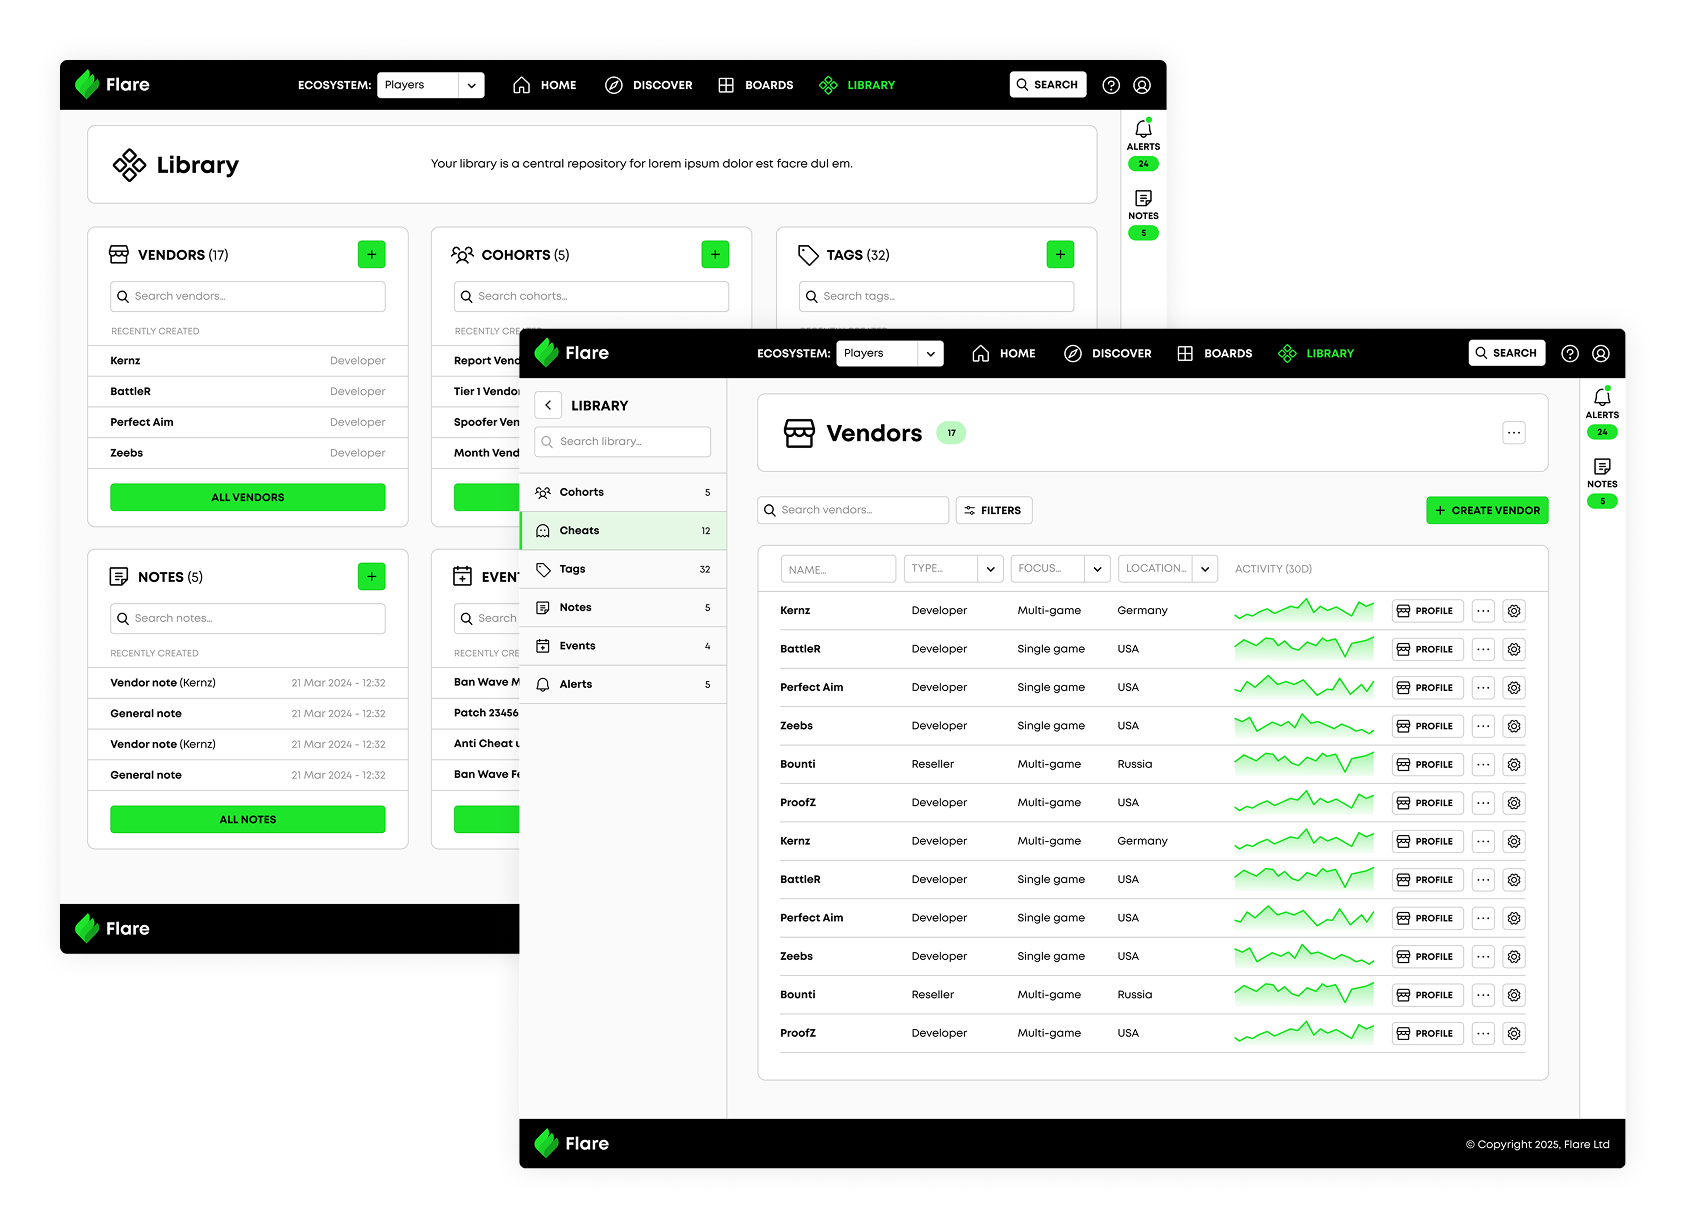 Flare
ECOSYSTEM: Players HOME DISCOVER BOARDS LIBRARY SEARCH
Library
Your library is a central repository for lorem ipsum dolor est facre dul em.
ALERTS
24
NOTES
5
VENDORS (17)
Search vendors...
RECENTLY CREATED
Kernz Developer
BattleR Developer
Perfect Aim Developer
Zeebs Developer
ALL VENDORS
COHORTS (5)
Search cohorts...
Report
Tier 1
Spoofer
Month
TAGS (32)
Search tags...
NOTES (5)
Search notes...
RECENTLY CREATED
Vendor note (Kernz) 21 Mar 2024 - 12:32
General note 21 Mar 2024 - 12:32
Vendor note (Kernz) 21 Mar 2024 - 12:32
General note 21 Mar 2024 - 12:32
ALL NOTES
Search
RECENTLY
Ban Wave
Patch 23456
Anti Cheat
Ban Wave
Flare
Flare
ECOSYSTEM: Players HOME DISCOVER BOARDS LIBRARY SEARCH
LIBRARY
Search library...
Cohorts 5
Cheats 12
Tags 32
Notes 5
Events 4
Alerts 5
Vendors 17
ALERTS
24
NOTES
5
Search vendors... FILTERS + CREATE VENDOR
NAME... TYPE... FOCUS... LOCATION... ACTIVITY (30D)
Kernz Developer Multi-game Germany PROFILE
BattleR Developer Single game USA PROFILE
Perfect Aim Developer Single game USA PROFILE
Zeebs Developer Single game USA PROFILE
Bounti Reseller Multi-game Russia PROFILE
ProofZ Developer Multi-game USA PROFILE
Kernz Developer Multi-game Germany PROFILE
BattleR Developer Single game USA PROFILE
Perfect Aim Developer Single game USA PROFILE
Zeebs Developer Single game USA PROFILE
Bounti Reseller Multi-game Russia PROFILE
ProofZ Developer Multi-game USA PROFILE
Flare
© Copyright 2025, Flare Ltd